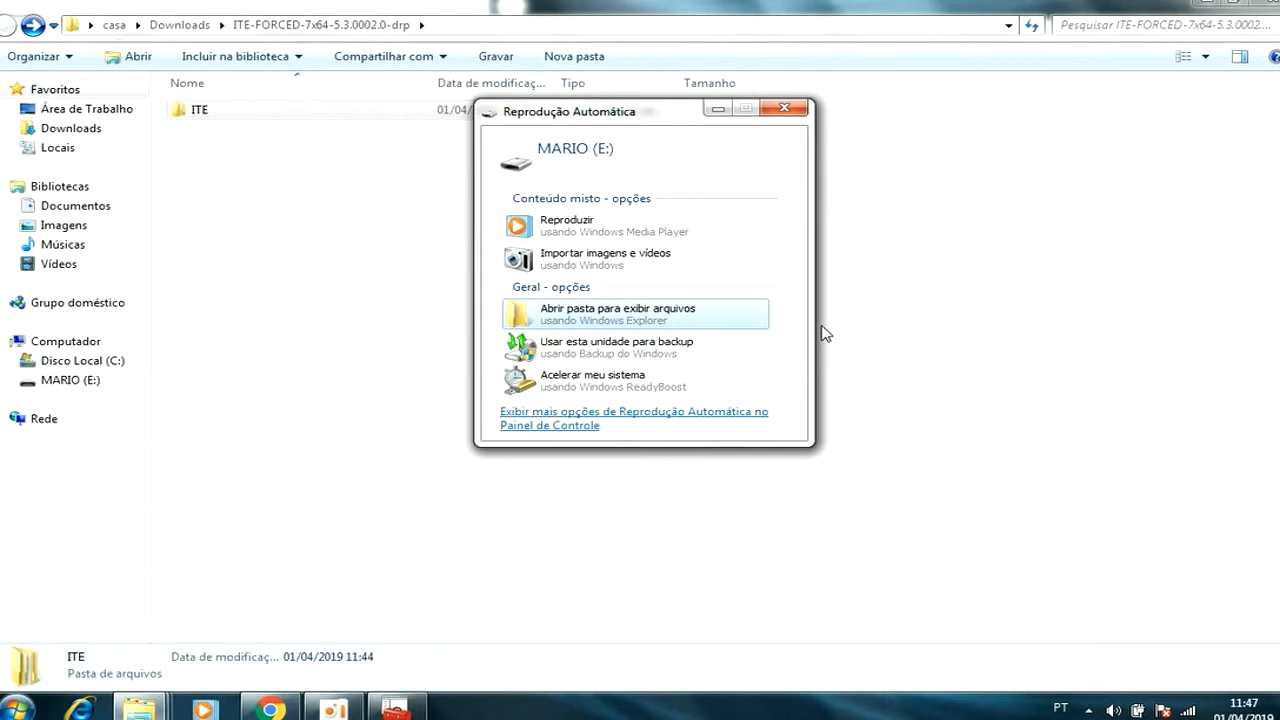 casa Downloads ITE-FORCED-7x64-5.3.0002.0-drp
Pesquisar ITE-FORCED-7x64-5.3.0002....
Organizar Abrir Incluir na biblioteca Compartilhar com Gravar Nova pasta
Nome Data de modificaç... Tipo Tamanho
ITE 01/04/
Favoritos
Área de Trabalho
Downloads
Locais
Bibliotecas
Documentos
Imagens
Músicas
Vídeos
Grupo doméstico
Computador
Disco Local (C:)
MARIO (E:)
Rede
Reprodução Automática
MARIO (E:)
Conteúdo misto - opções
Reproduzir
usando Windows Media Player
Importar imagens e vídeos
usando Windows
Geral - opções
Abrir pasta para exibir arquivos
usando Windows Explorer
Usar esta unidade para backup
usando Backup do Windows
Acelerar meu sistema
usando Windows ReadyBoost
Exibir mais opções de Reprodução Automática no
Painel de Controle
ITE Data de modificaç... 01/04/2019 11:44
Pasta de arquivos
PT 11:47
01/04/2019